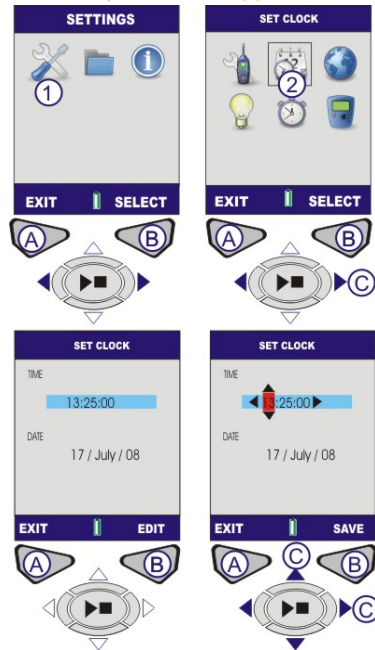 SETTINGS
1
EXIT SELECT
A B
SET CLOCK
2
EXIT SELECT
A B
C
SET CLOCK
TIME
13:25:00
DATE
17 / July / 08
EXIT EDIT
A B
SET CLOCK
TIME
13:25:00
DATE
17 / July / 08
EXIT SAVE
A C B
C